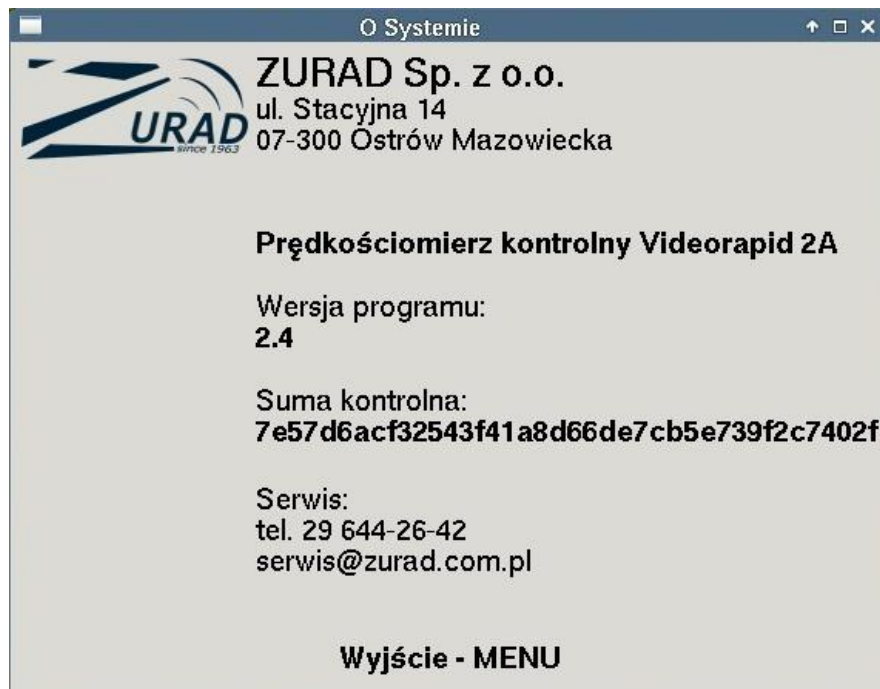 O Systemie
ZURAD Sp. z o.o.
ul. Stacyjna 14
07-300 Ostrów Mazowiecka
ZURAD
since 1963
Prędkościomierz kontrolny Videorapid 2A
Wersja programu:
2.4
Suma kontrolna:
7e57d6acf32543f41a8d66de7cb5e739f2c7402f
Serwis:
tel. 29 644-26-42
serwis@zurad.com.pl
Wyjście - MENU